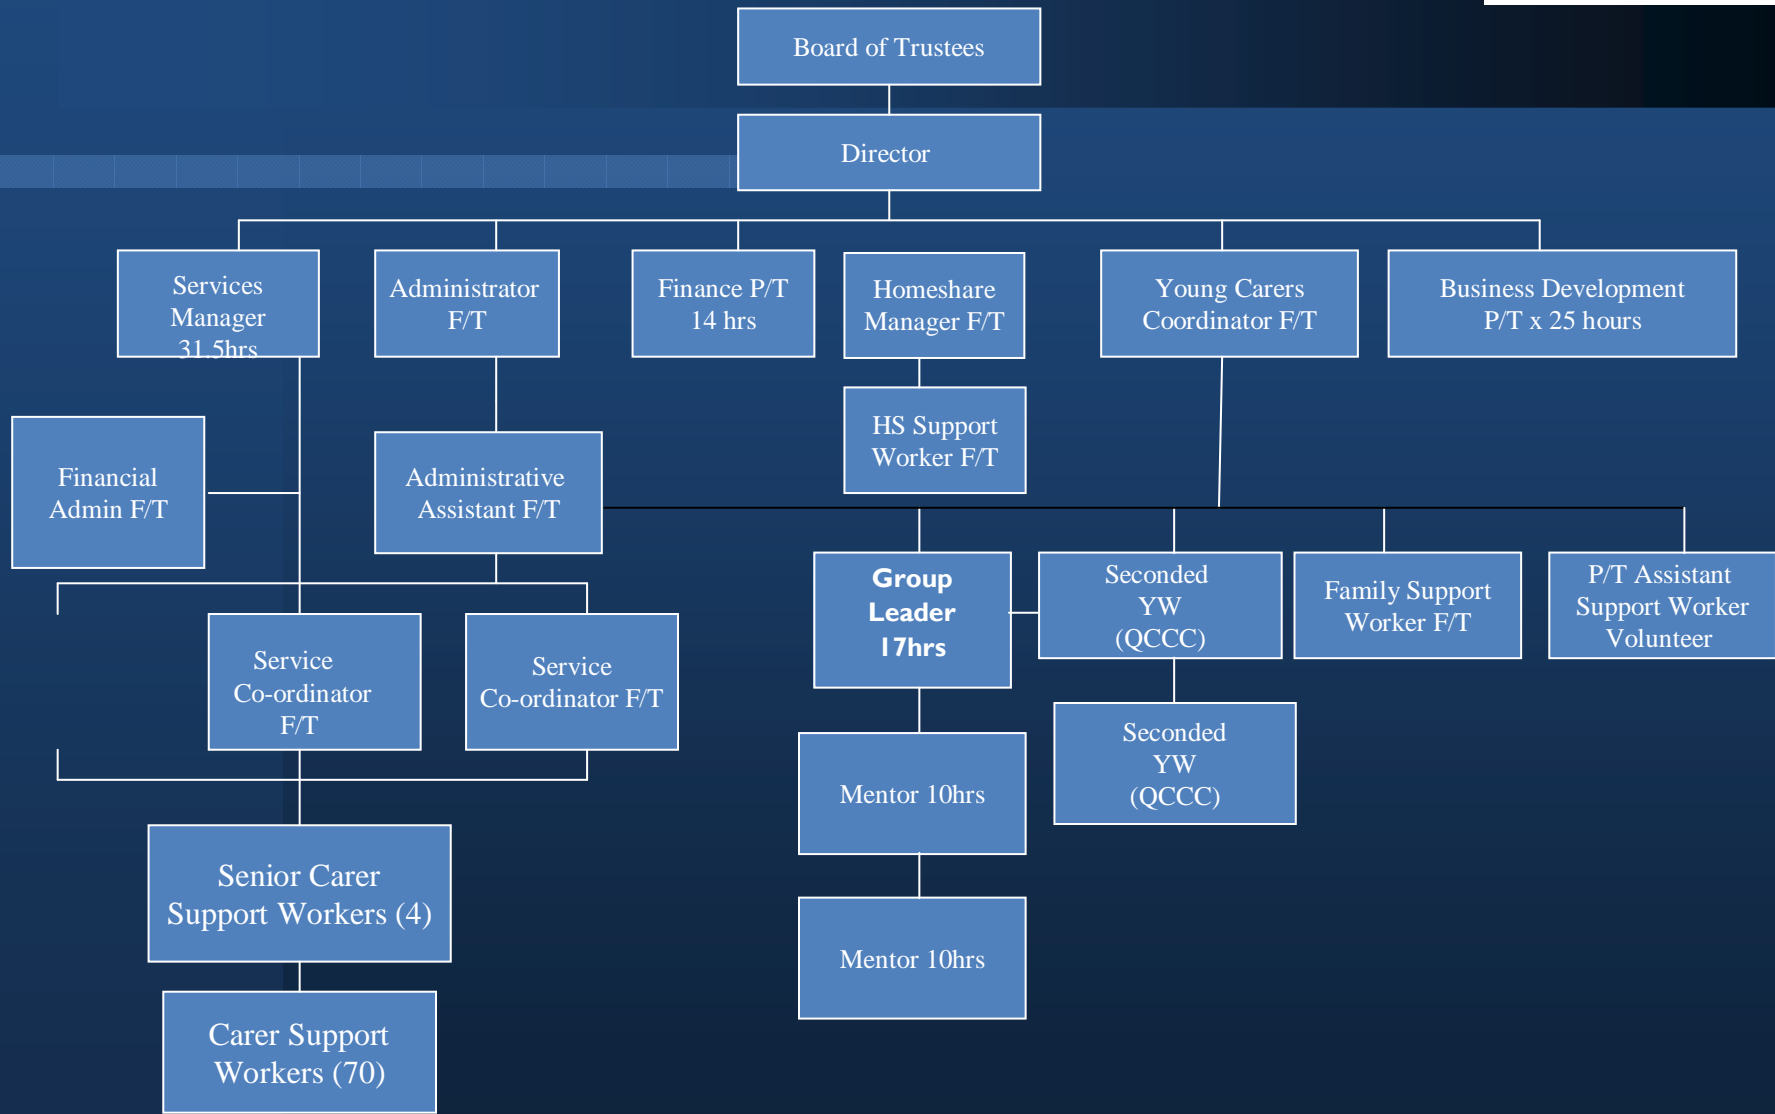 Board of Trustees
Director
Services
Manager
31.5hrs
Administrator
F/T
Finance P/T
14 hrs
Homeshare
Manager F/T
Young Carers
Coordinator F/T
Business Development
P/T x 25 hours
Financial
Admin F/T
Administrative
Assistant F/T
HS Support
Worker F/T
Group
Leader
17hrs
Seconded
YW
(QCCC)
Family Support
Worker F/T
P/T Assistant
Support Worker
Volunteer
Service
Co-ordinator
F/T
Service
Co-ordinator F/T
Seconded
YW
(QCCC)
Mentor 10hrs
Senior Carer
Support Workers (4)
Mentor 10hrs
Carer Support
Workers (70)